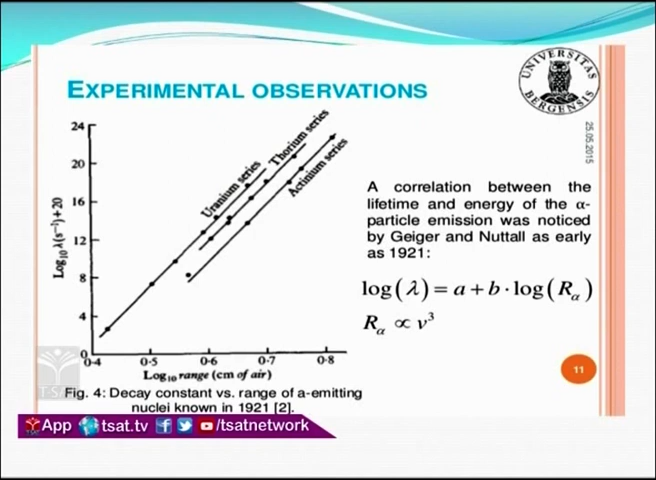 EXPERIMENTAL OBSERVATIONS
UNIVERSITAS
BERGENSIS
25.05.2015
24
20
16
12
8
4
0
Log₁₀ λ(s⁻¹)+20
Uranium series
Thorium series
Actinium series
0·4 0·5 0·6 0·7 0·8
Log₁₀ range (cm of air)
Fig. 4: Decay constant vs. range of a-emitting
nuclei known in 1921 [2].
A correlation between the
lifetime and energy of the α-
particle emission was noticed
by Geiger and Nuttall as early
as 1921:
log(λ) = a + b · log(Rα)
Rα ∝ ν³
11
App tsat.tv /tsatnetwork